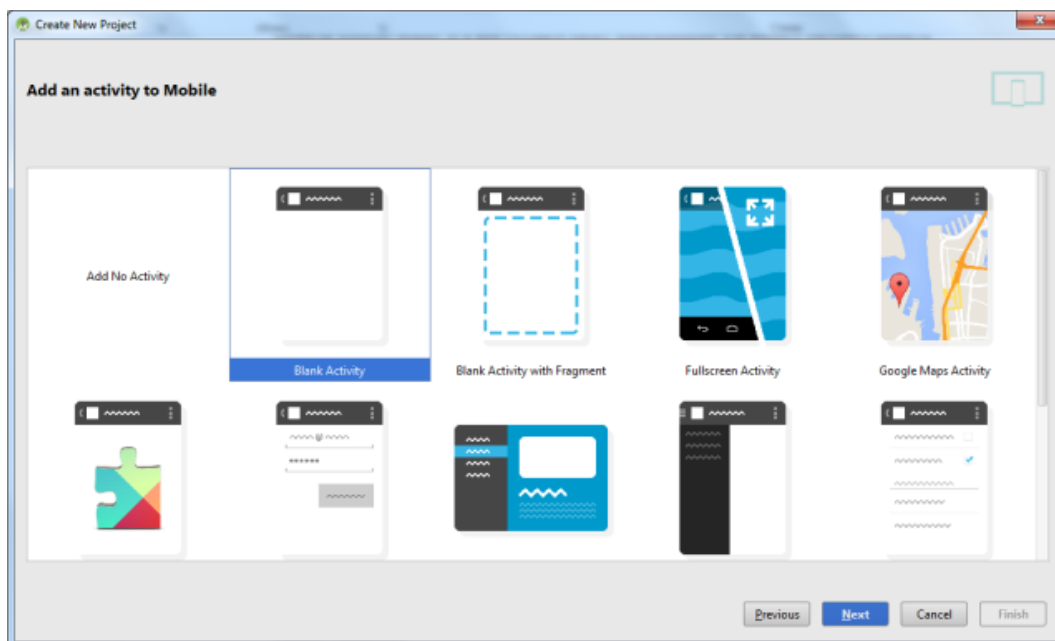 Create New Project
Add an activity to Mobile
Add No Activity
Blank Activity
Blank Activity with Fragment
Fullscreen Activity
Google Maps Activity
Previous
Next
Cancel
Finish